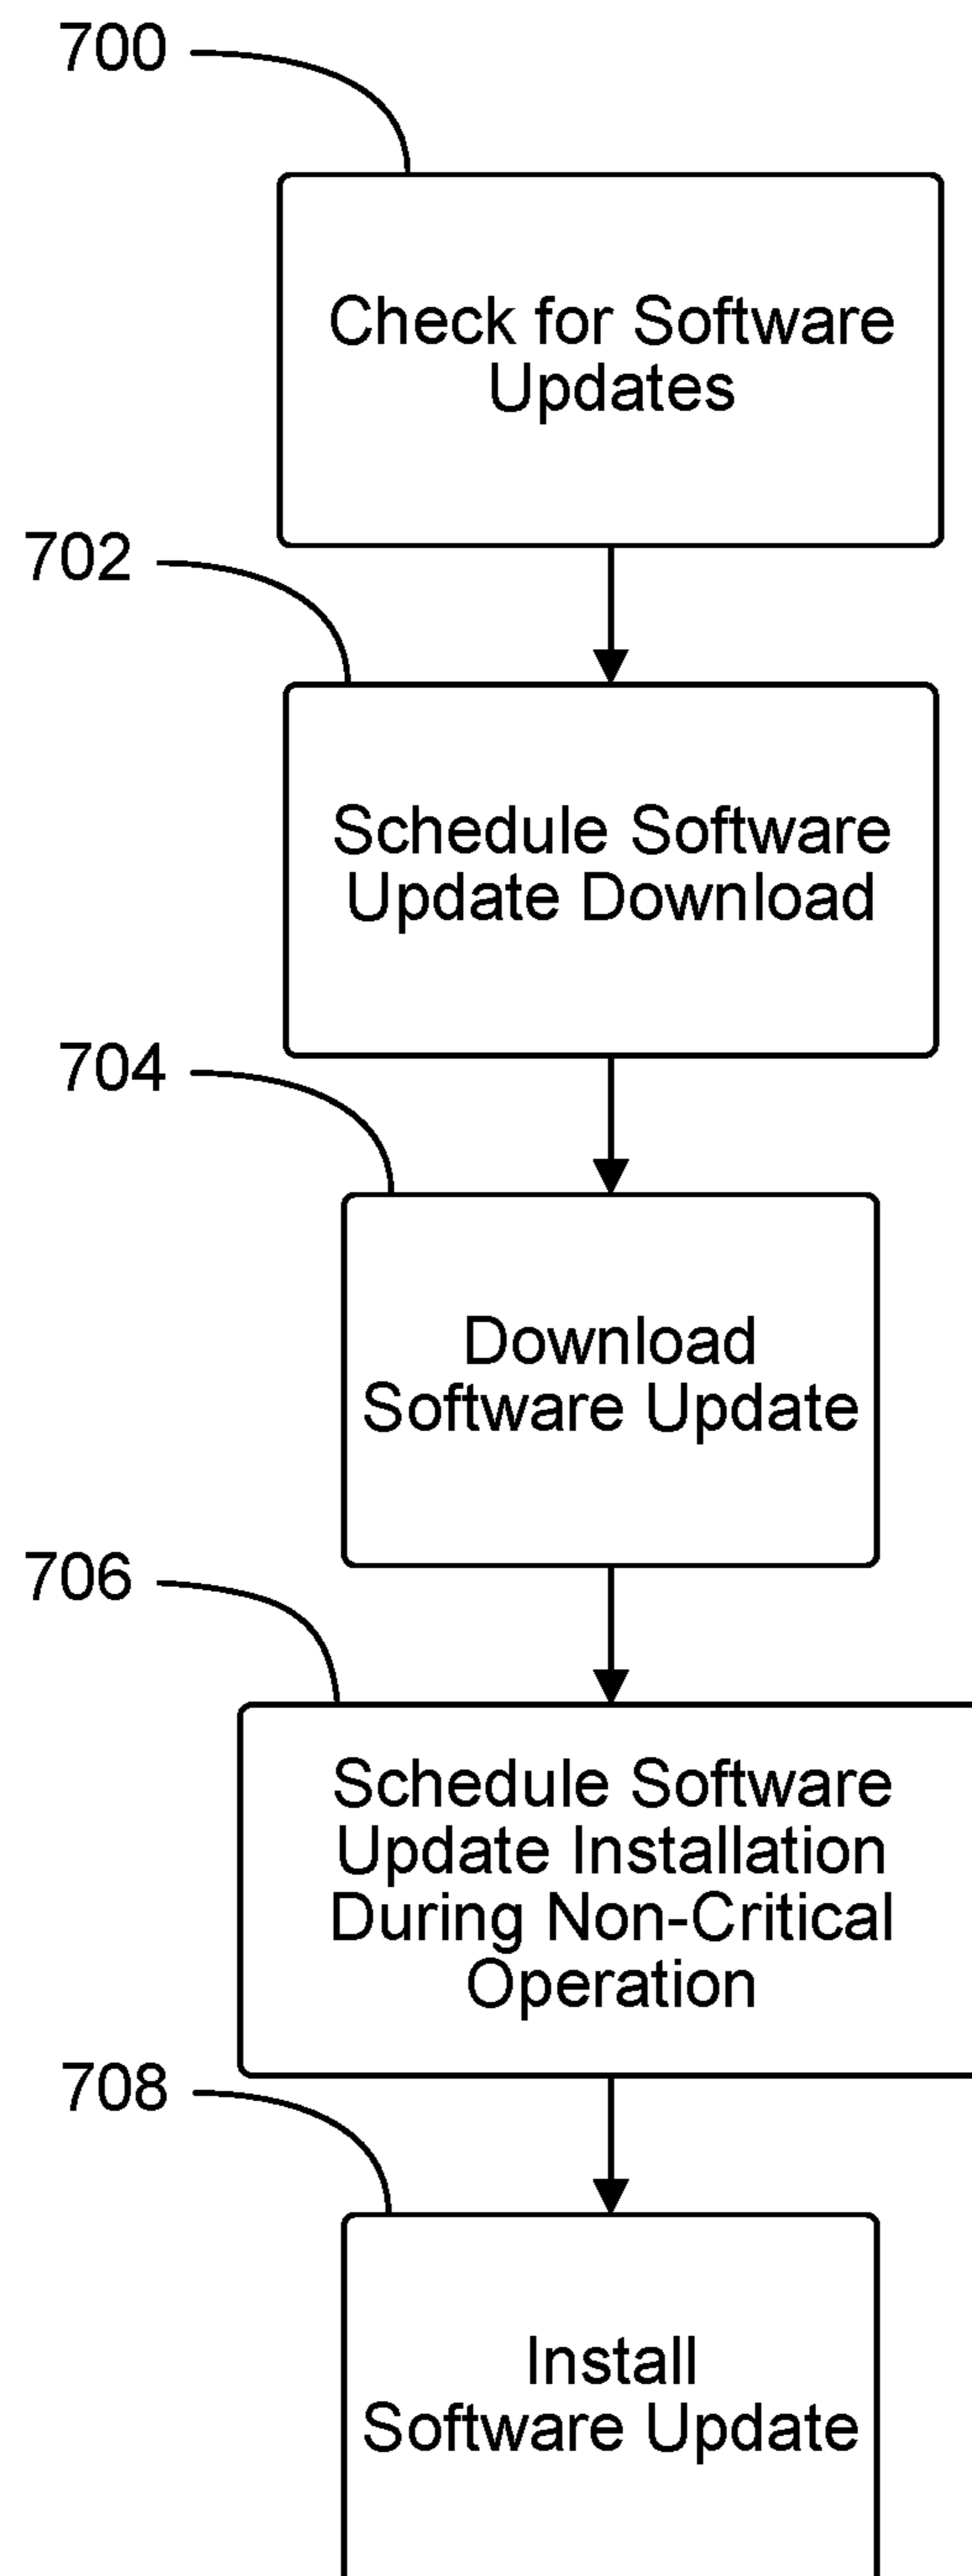 700
Check for Software
Updates
702
Schedule Software
Update Download
704
Download
Software Update
706
Schedule Software
Update Installation
During Non-Critical
Operation
708
Install
Software Update